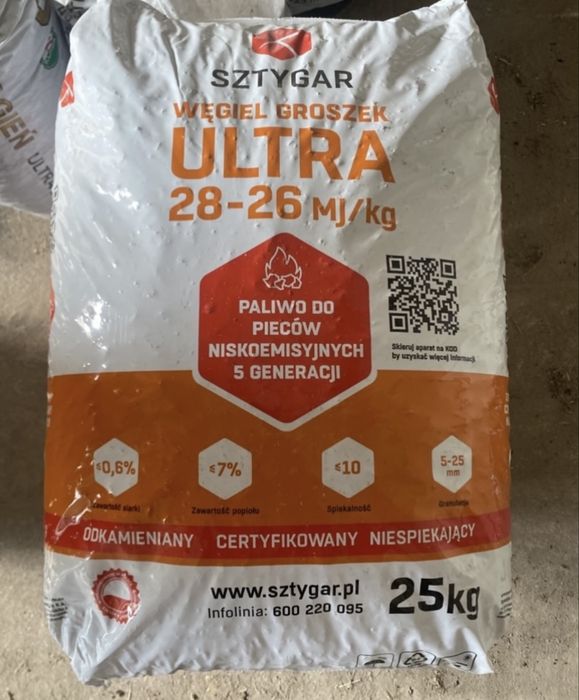 SZTYGAR
WĘGIEL GROSZEK
ULTRA
28-26 MJ/kg
PALIWO DO
PIECÓW
NISKOEMISYJNYCH
5 GENERACJI
Skieruj aparat na KOD
by uzyskać więcej informacji
≤0,6%
Zawartość siarki
≤7%
Zawartość popiołu
≤10
Spiekalność
5-25
mm
Granulacja
ODKAMIENIANY CERTYFIKOWANY NIESPIEKAJĄCY
www.sztygar.pl
Infolinia: 600 220 095
25kg
ULTRA